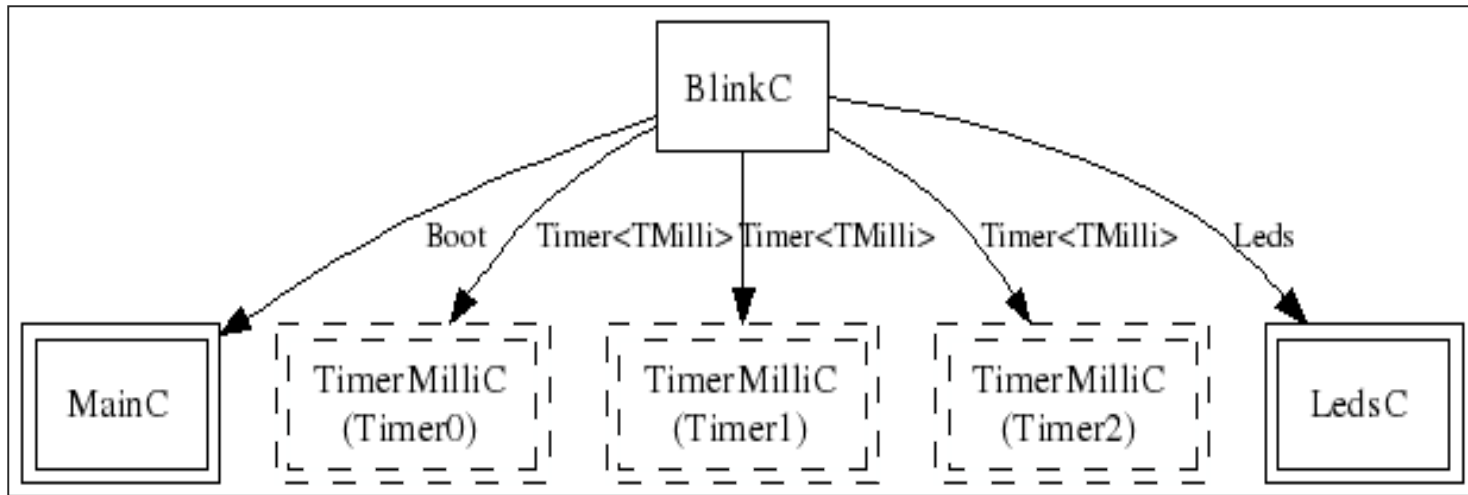 BlinkC
Boot
Timer<TMilli>
Timer<TMilli>
Timer<TMilli>
Leds
MainC
TimerMilliC
(Timer0)
TimerMilliC
(Timer1)
TimerMilliC
(Timer2)
LedsC